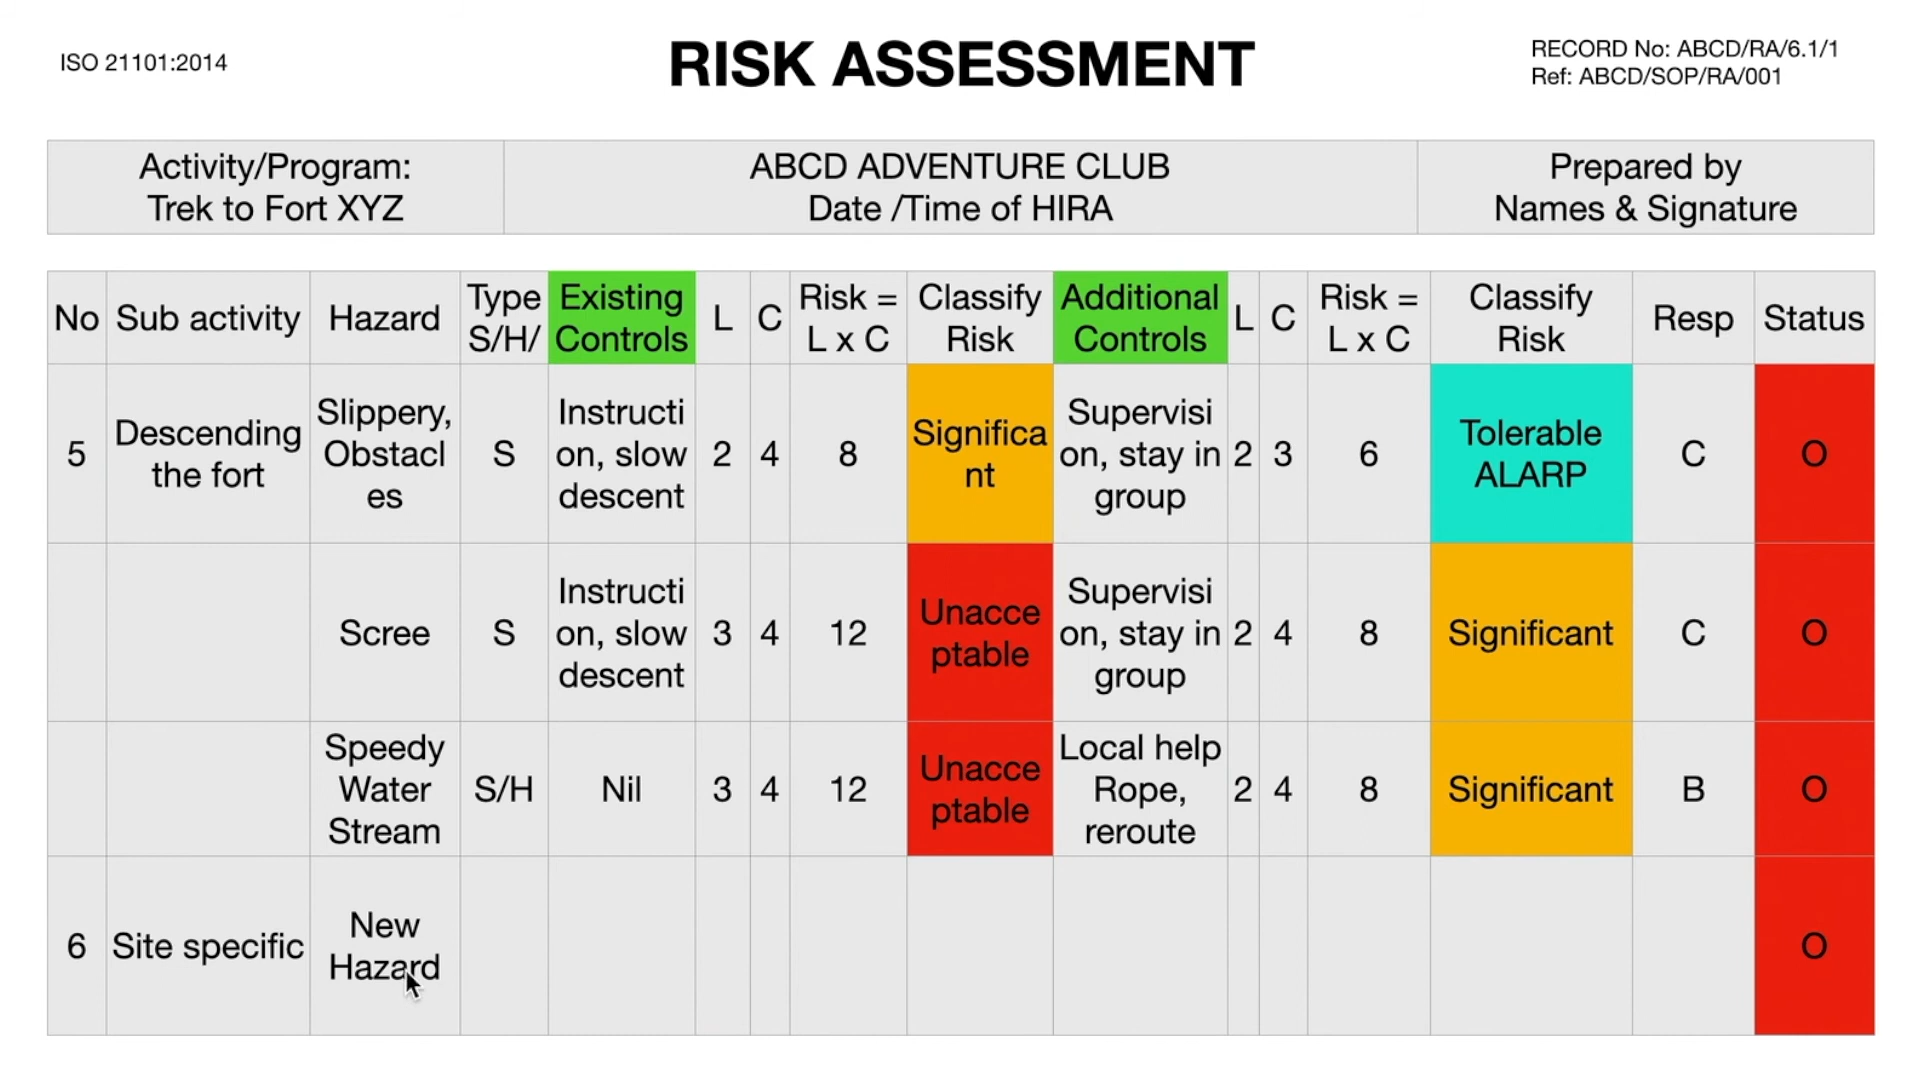 ISO 21101:2014
RISK ASSESSMENT
RECORD No: ABCD/RA/6.1/1
Ref: ABCD/SOP/RA/001
Activity/Program:
Trek to Fort XYZ
ABCD ADVENTURE CLUB
Date /Time of HIRA
Prepared by
Names & Signature
No
Sub activity
Hazard
Type
S/H/
Existing
Controls
L
C
Risk =
L x C
Classify
Risk
Additional
Controls
L
C
Risk =
L x C
Classify
Risk
Resp
Status
5
Descending
the fort
Slippery,
Obstacl
es
S
Instructi
on, slow
descent
2
4
8
Significa
nt
Supervisi
on, stay in
group
2
3
6
Tolerable
ALARP
C
O
Scree
S
Instructi
on, slow
descent
3
4
12
Unacce
ptable
Supervisi
on, stay in
group
2
4
8
Significant
C
O
Speedy
Water
Stream
S/H
Nil
3
4
12
Unacce
ptable
Local help
Rope,
reroute
2
4
8
Significant
B
O
6
Site specific
New
Hazard
O